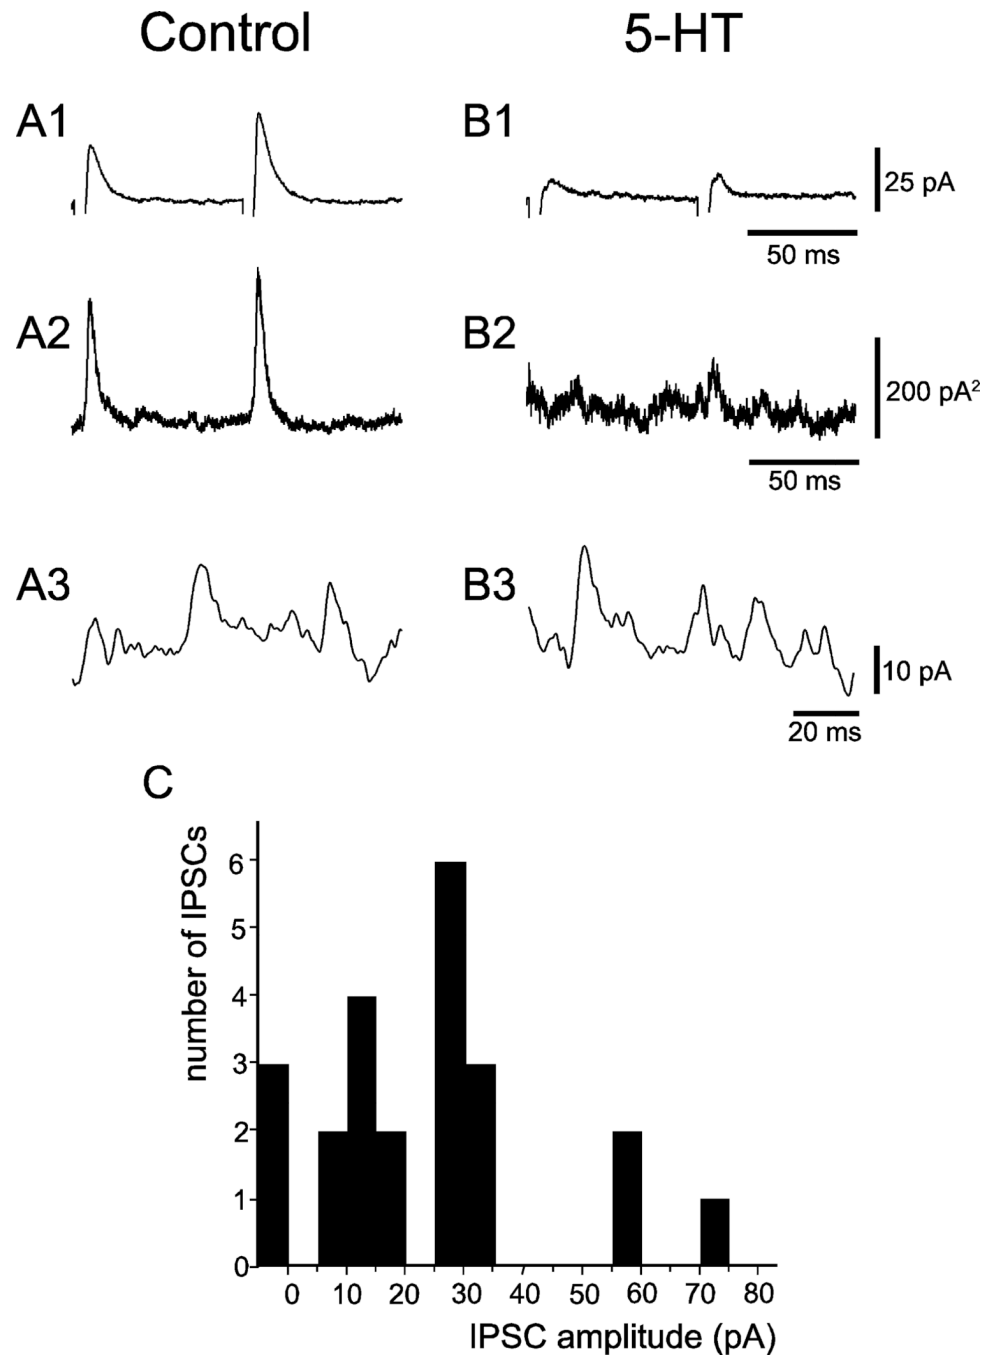 Control 5-HT
A1 B1
25 pA
50 ms
A2 B2
200 pA²
50 ms
A3 B3
10 pA
20 ms
C
number of IPSCs
6
5
4
3
2
1
0
0 10 20 30 40 50 60 70 80
IPSC amplitude (pA)